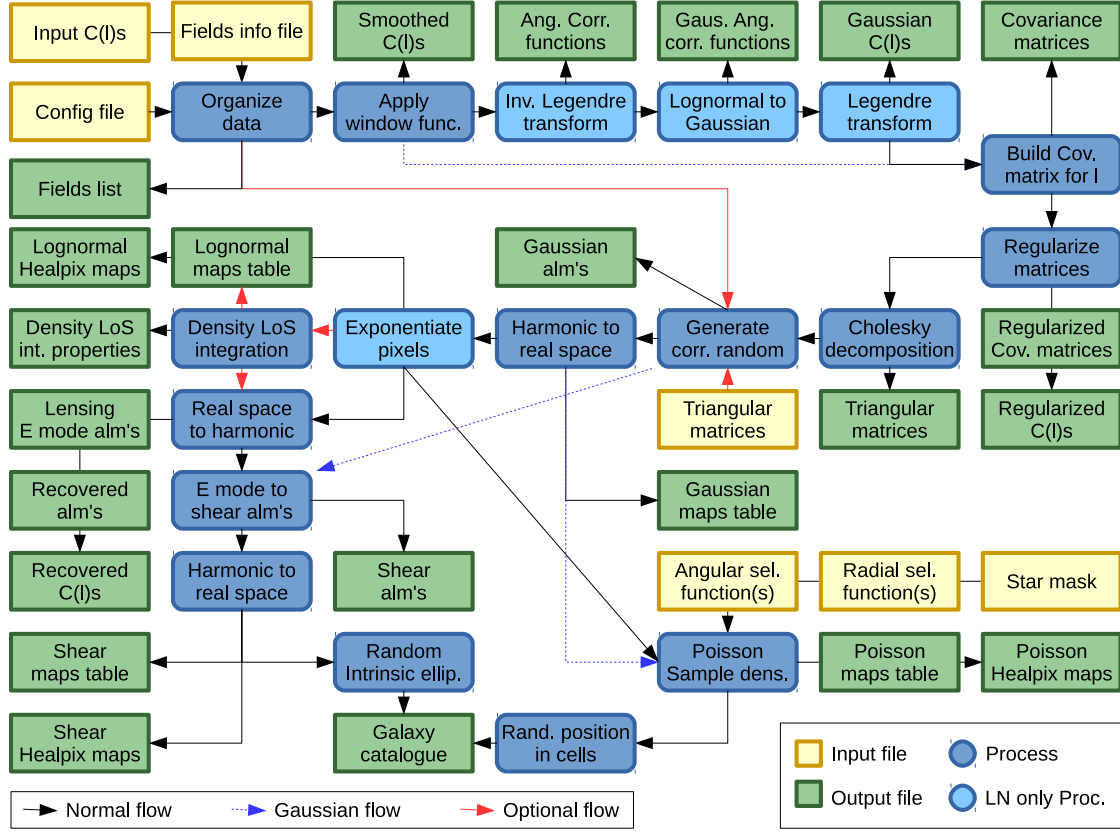 Input C(l)s
Fields info file
Smoothed
C(l)s
Ang. Corr.
functions
Gaus. Ang.
corr. functions
Gaussian
C(l)s
Covariance
matrices
Config file
Organize
data
Apply
window func.
Inv. Legendre
transform
Lognormal to
Gaussian
Legendre
transform
Build Cov.
matrix for l
Fields list
Lognormal
Healpix maps
Lognormal
maps table
Gaussian
alm's
Regularize
matrices
Density LoS
int. properties
Density LoS
integration
Exponentiate
pixels
Harmonic to
real space
Generate
corr. random
Cholesky
decomposition
Regularized
Cov. matrices
Lensing
E mode alm's
Real space
to harmonic
Triangular
matrices
Triangular
matrices
Regularized
C(l)s
Recovered
alm's
E mode to
shear alm's
Gaussian
maps table
Recovered
C(l)s
Harmonic to
real space
Shear
alm's
Angular sel.
function(s)
Radial sel.
function(s)
Star mask
Shear
maps table
Random
Intrinsic ellip.
Poisson
Sample dens.
Poisson
maps table
Poisson
Healpix maps
Shear
Healpix maps
Galaxy
catalogue
Rand. position
in cells
Input file
Process
Output file
LN only Proc.
Normal flow
Gaussian flow
Optional flow